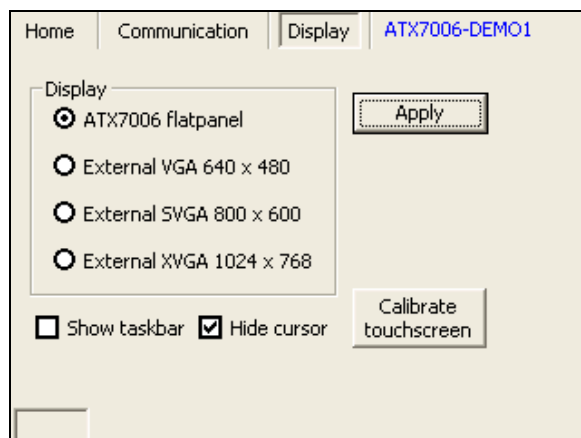 Home Communication Display ATX7006-DEMO1
Display
ATX7006 flatpanel
Apply
External VGA 640 x 480
External SVGA 800 x 600
External XVGA 1024 x 768
Show taskbar Hide cursor
Calibrate
touchscreen